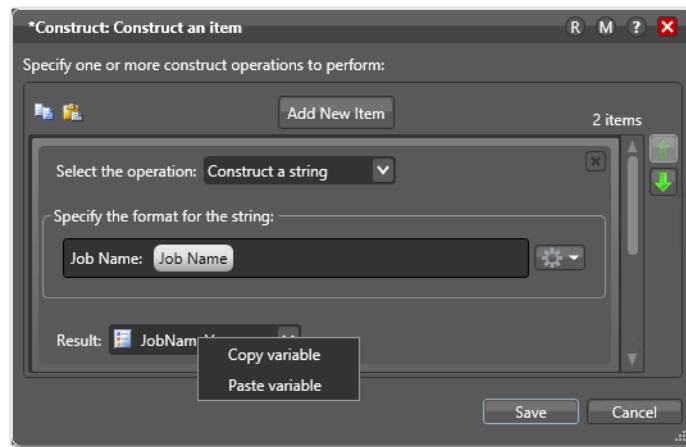 *Construct: Construct an item
R M ?
Specify one or more construct operations to perform:
Add New Item
2 items
Select the operation: Construct a string
Specify the format for the string:
Job Name: Job Name
Result:
Copy variable
Paste variable
Save Cancel